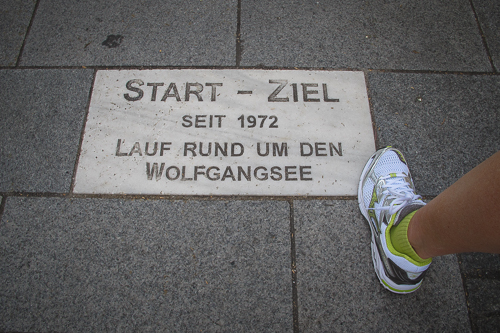 START - ZIEL
SEIT 1972
LAUF RUND UM DEN
WOLFGANGSEE